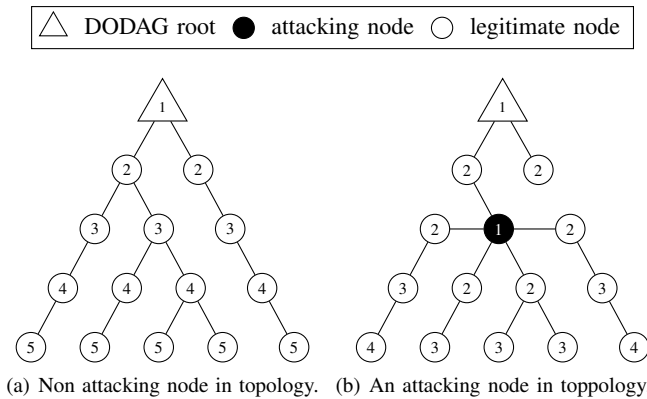 DODAG root attacking node legitimate node
1 1
2 2 2 2
3 3 3 2 1 2
4 4 4 4 3 2 2 3
5 5 5 5 5 4 3 3 3 4
(a) Non attacking node in topology. (b) An attacking node in toppology